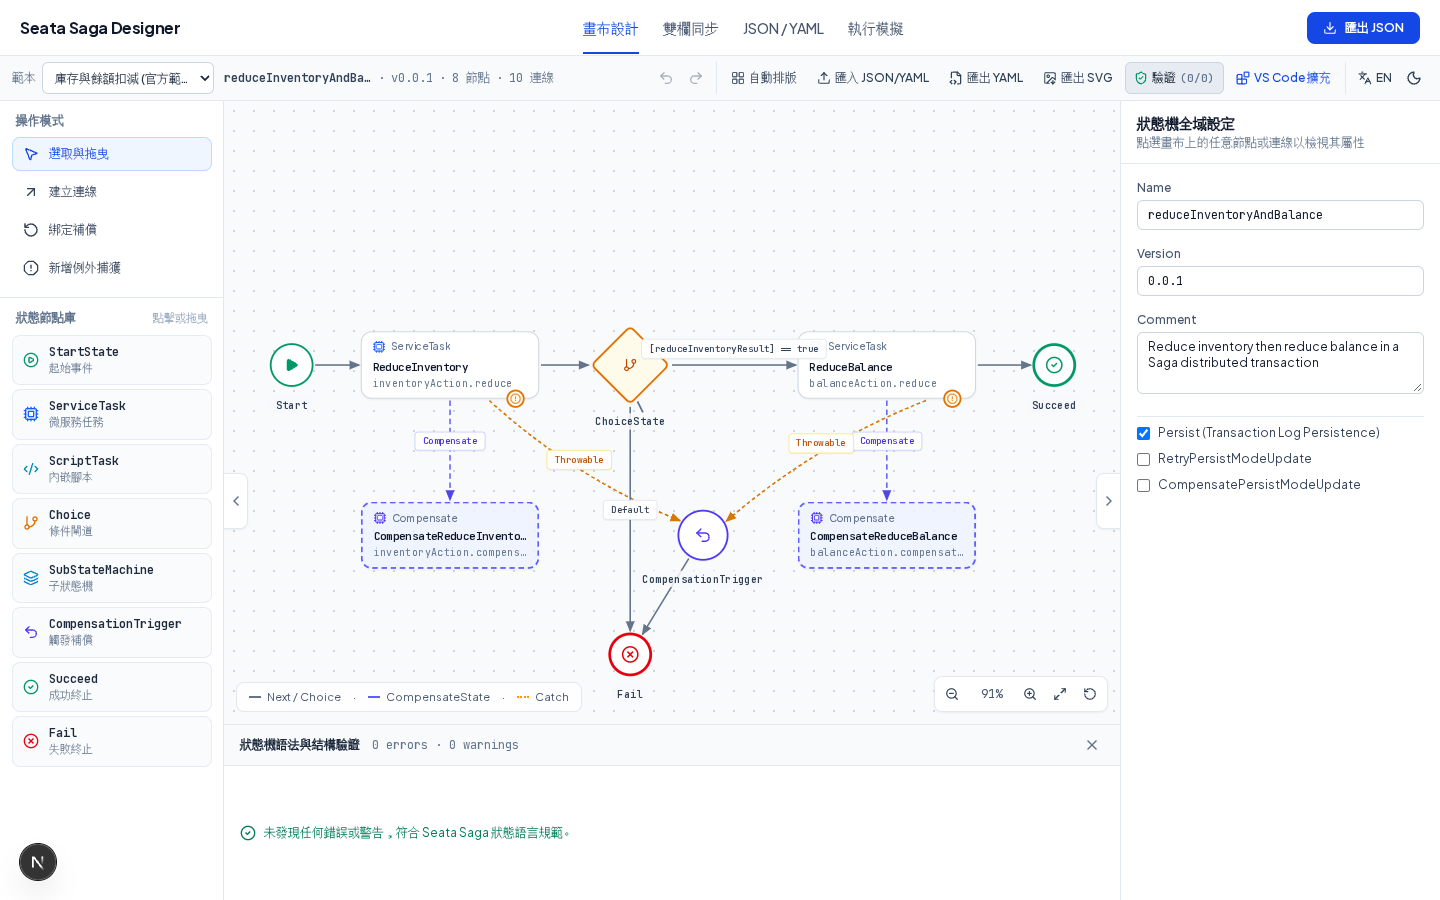 Seata Saga Designer
畫布設計
雙欄同步
JSON / YAML
執行模擬
匯出 JSON
範本
庫存與餘額扣減 (官方範...
reduceInventoryAndBa… · v0.0.1 · 8 節點 · 10 連線
自動排版
匯入 JSON/YAML
匯出 YAML
匯出 SVG
驗證 (0/0)
VS Code 擴充
EN
操作模式
選取與拖曳
建立連線
綁定補償
新增例外捕獲
狀態節點庫
點擊或拖曳
StartState
起始事件
ServiceTask
微服務任務
ScriptTask
內嵌腳本
Choice
條件閘道
SubStateMachine
子狀態機
CompensationTrigger
觸發補償
Succeed
成功終止
Fail
失敗終止
Start
ServiceTask
ReduceInventory
inventoryAction.reduce
[reduceInventoryResult] == true
ChoiceState
ServiceTask
ReduceBalance
balanceAction.reduce
Succeed
Compensate
Throwable
Throwable
Compensate
Default
Compensate
CompensateReduceInvento…
inventoryAction.compens…
CompensationTrigger
Compensate
CompensateReduceBalance
balanceAction.compensat…
Fail
Next / Choice · CompensateState · Catch
91%
狀態機語法與結構驗證
0 errors · 0 warnings
未發現任何錯誤或警告，符合 Seata Saga 狀態語言規範。
狀態機全域設定
點選畫布上的任意節點或連線以檢視其屬性
Name
reduceInventoryAndBalance
Version
0.0.1
Comment
Reduce inventory then reduce balance in a
Saga distributed transaction
Persist (Transaction Log Persistence)
RetryPersistModeUpdate
CompensatePersistModeUpdate
N